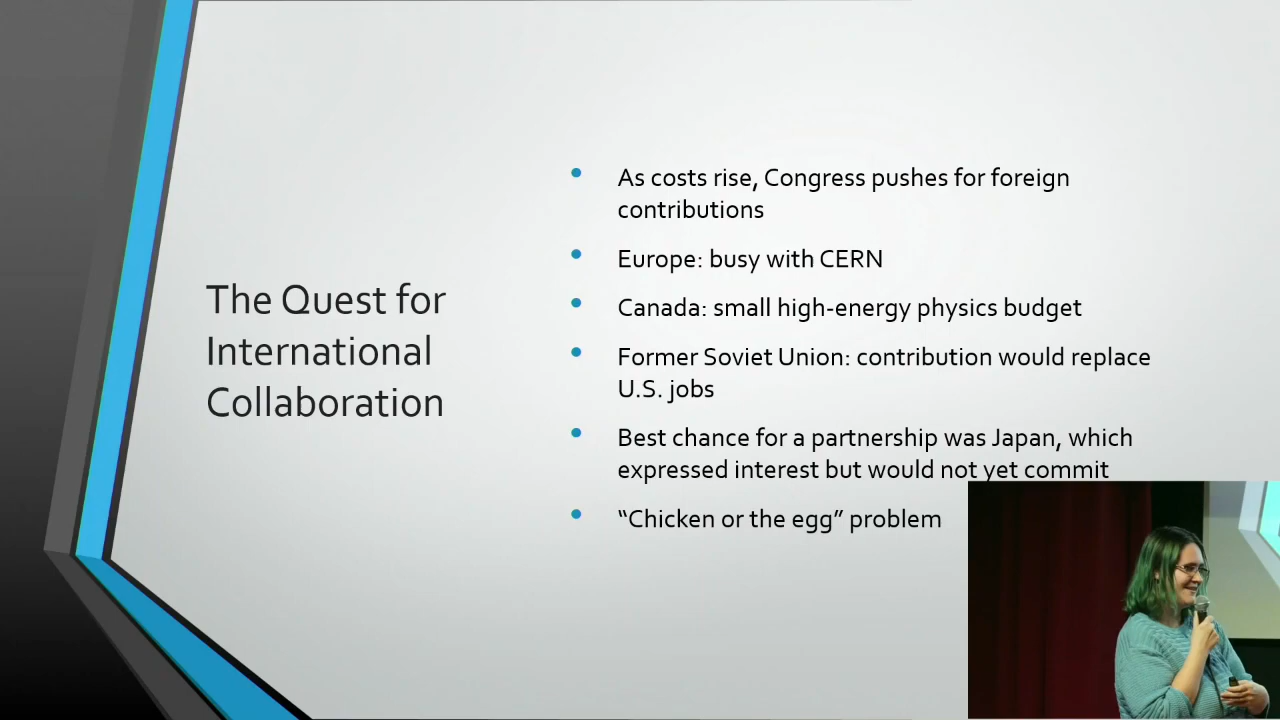 The Quest for
International
Collaboration
As costs rise, Congress pushes for foreign
contributions
Europe: busy with CERN
Canada: small high-energy physics budget
Former Soviet Union: contribution would replace
U.S. jobs
Best chance for a partnership was Japan, which
expressed interest but would not yet commit
“Chicken or the egg” problem